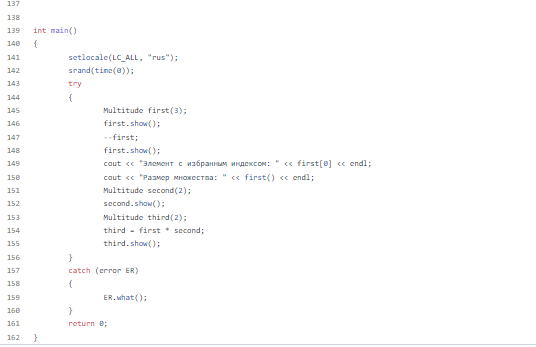 137
138
139 int main()
140 {
141 setlocale(LC_ALL, "rus");
142 srand(time(0));
143 try
144 {
145 Multitude first(3);
146 first.show();
147 --first;
148 first.show();
149 cout << "Элемент с избранным индексом: " << first[0] << endl;
150 cout << "Размер множества: " << first() << endl;
151 Multitude second(2);
152 second.show();
153 Multitude third(2);
154 third = first * second;
155 third.show();
156 }
157 catch (error ER)
158 {
159 ER.what();
160 }
161 return 0;
162 }